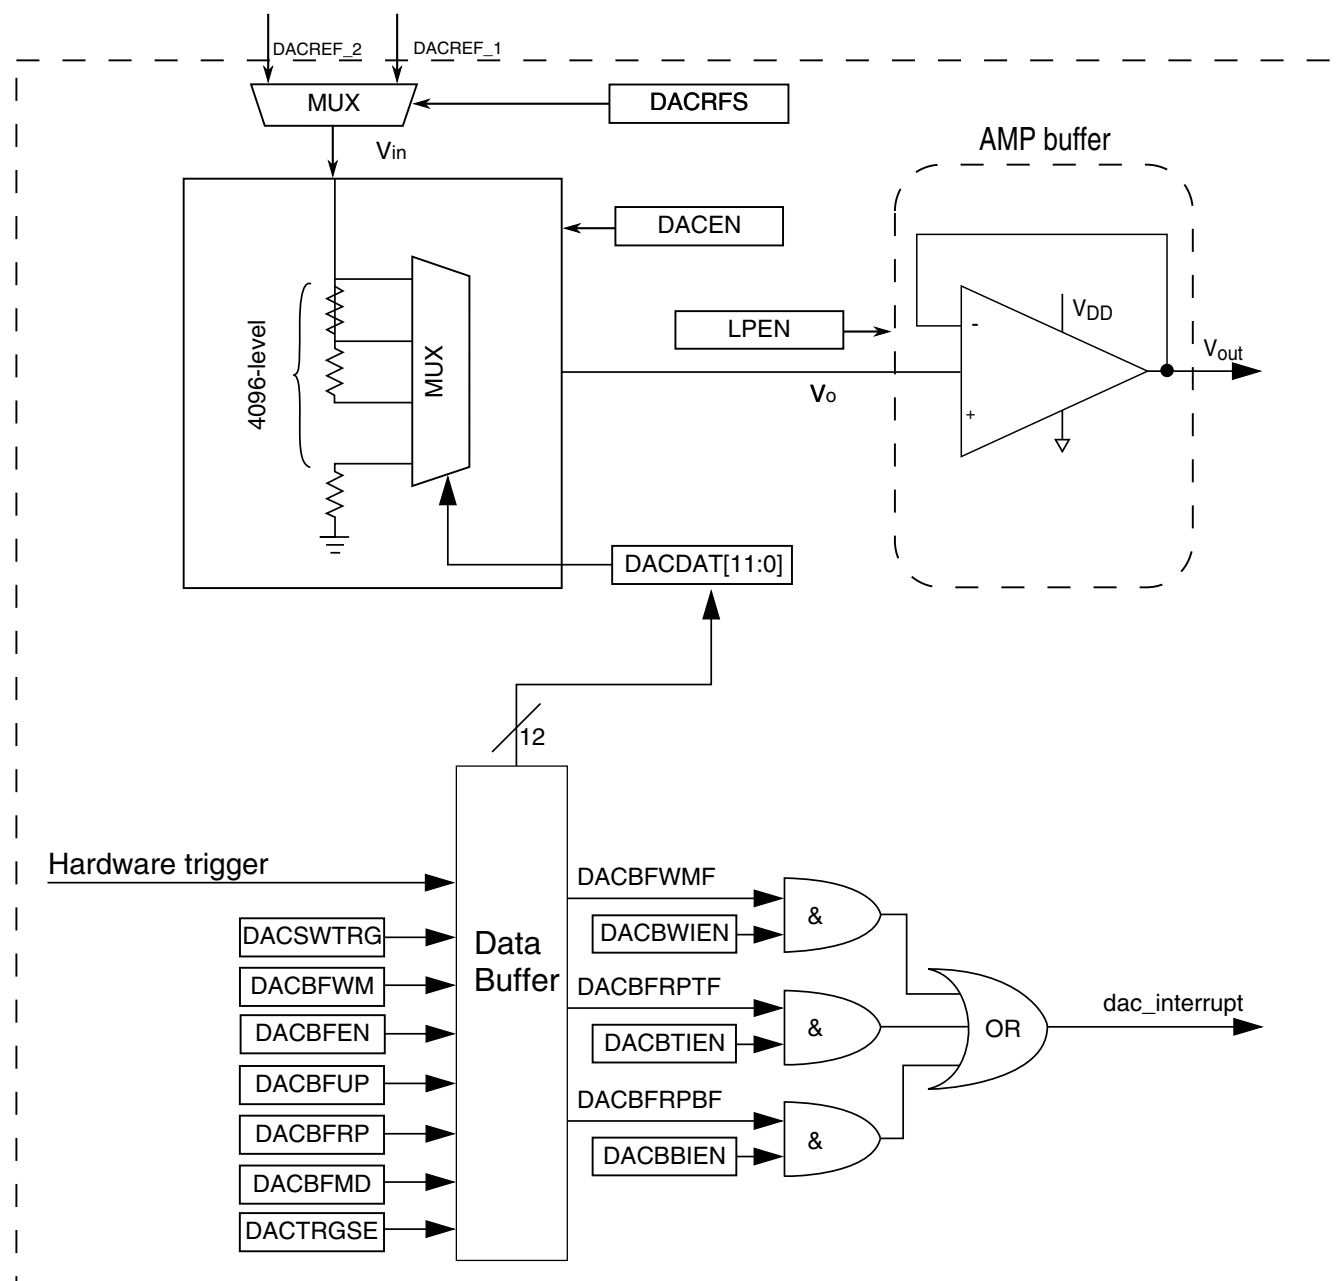 DACREF_2
DACREF_1
MUX
DACRFS
Vin
AMP buffer
DACEN
4096-level
MUX
LPEN
VDD
-
+
Vo
Vout
DACDAT[11:0]
12
Hardware trigger
DACSWTRG
DACBFWM
DACBFEN
DACBFUP
DACBFRP
DACBFMD
DACTRGSE
Data
Buffer
DACBFWMF
DACBWIEN
&
DACBFRPTF
DACBTIEN
&
DACBFRPBF
DACBBIEN
&
OR
dac_interrupt